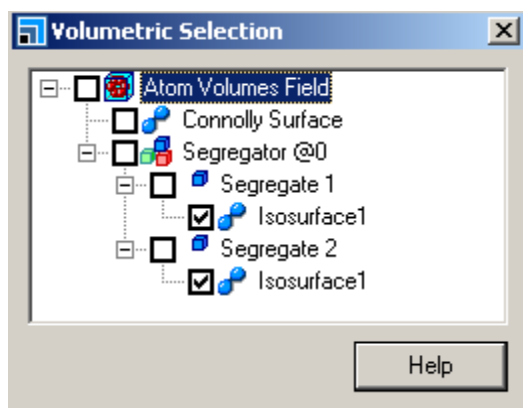 Volumetric Selection
Atom Volumes Field
Connolly Surface
Segregator @0
Segregate 1
Isosurface1
Segregate 2
Isosurface1
Help